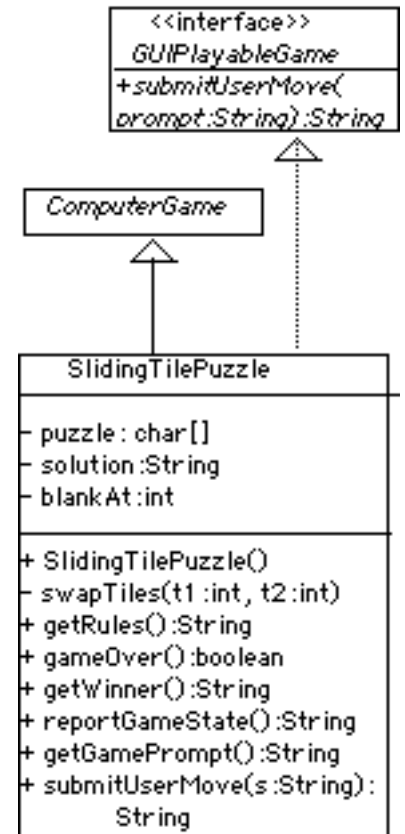 <<interface>>
GUIPlayableGame
+submitUserMove(
prompt:String):String
ComputerGame
SlidingTilePuzzle
- puzzle: char[]
- solution:String
- blankAt:int
+ SlidingTilePuzzle()
- swapTiles(t1:int, t2:int)
+ getRules():String
+ gameOver():boolean
+ getWinner():String
+ reportGameState():String
+ getGamePrompt():String
+ submitUserMove(s:String):
String